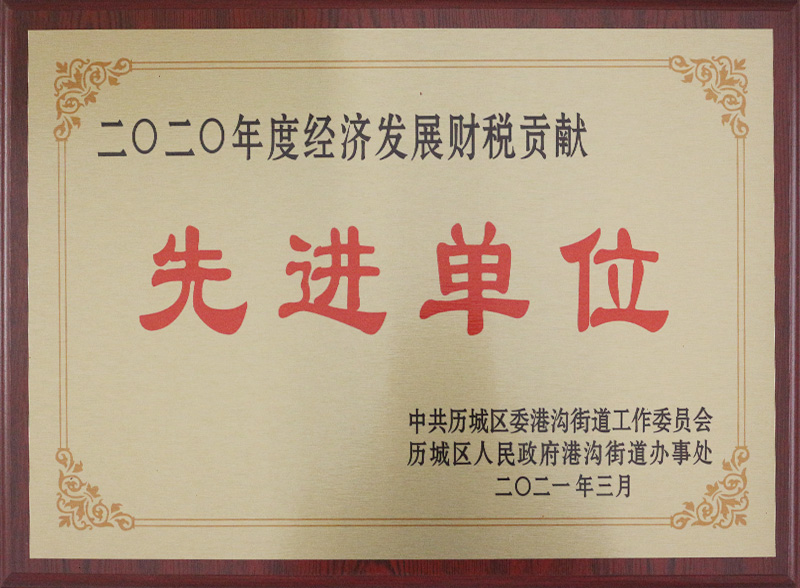 二〇二〇年度经济发展财税贡献
先进单位
中共历城区委港沟街道工作委员会
历城区人民政府港沟街道办事处
二〇二一年三月